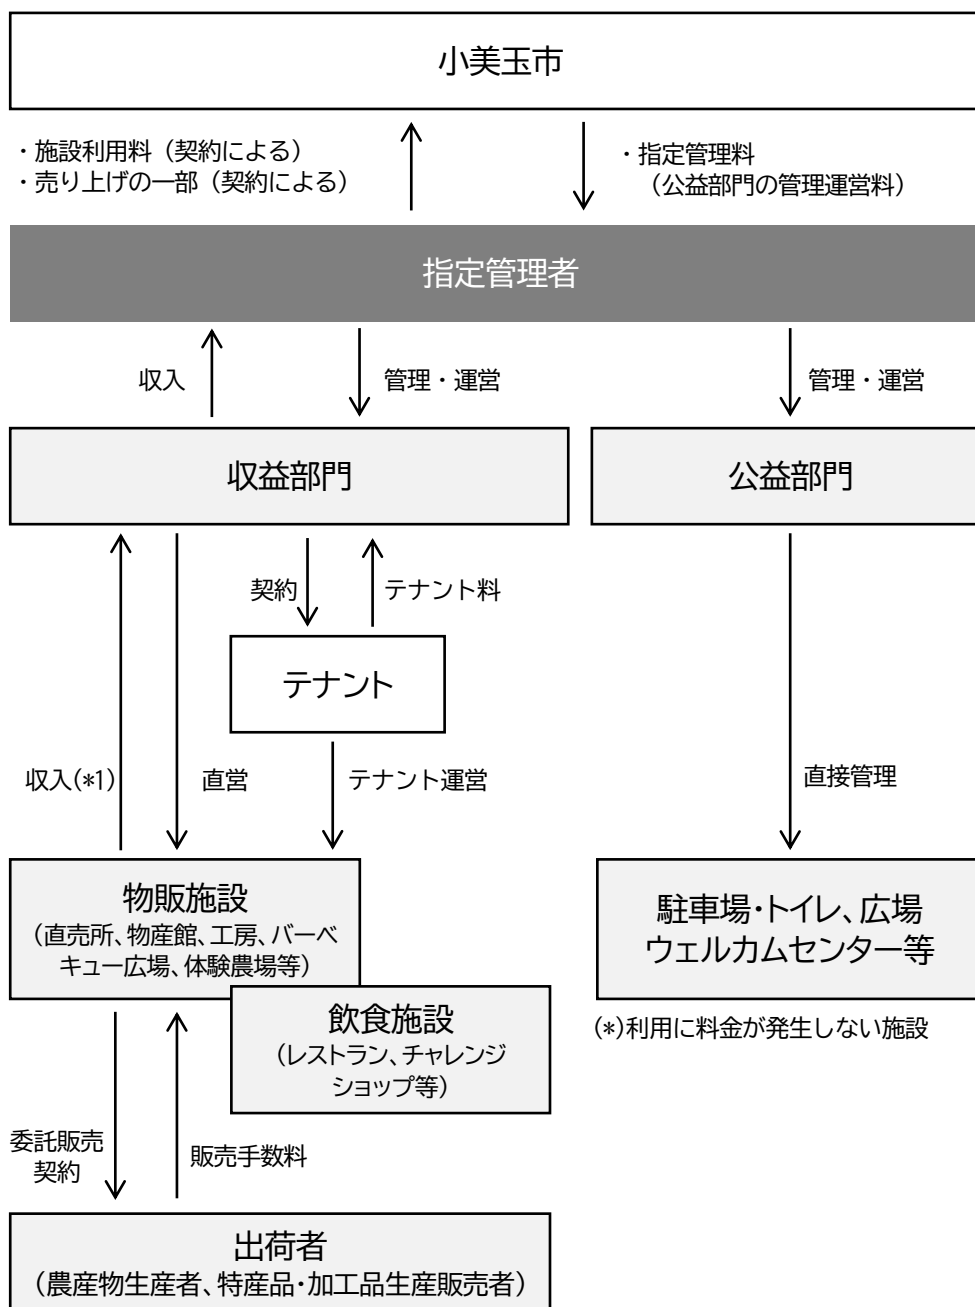 小美玉市
・施設利用料（契約による）
・売り上げの一部（契約による）
・指定管理料
（公益部門の管理運営料）
指定管理者
収入
管理・運営
管理・運営
収益部門
公益部門
契約
テナント料
テナント
収入(*1)
直営
テナント運営
直接管理
物販施設
（直売所、物産館、工房、バーベ
キュー広場、体験農場等）
駐車場・トイレ、広場
ウェルカムセンター等
飲食施設
（レストラン、チャレンジ
ショップ等）
(*)利用に料金が発生しない施設
委託販売
契約
販売手数料
出荷者
（農産物生産者、特産品・加工品生産販売者）